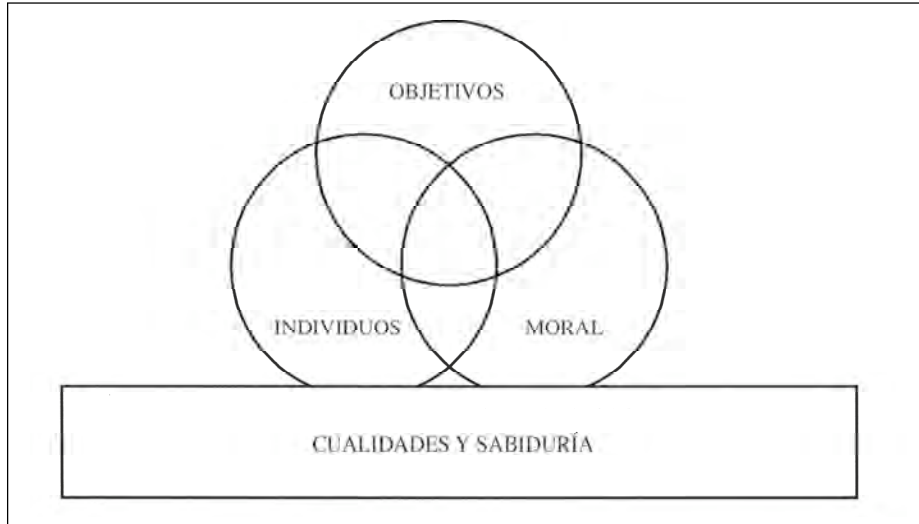 OBJETIVOS
INDIVIDUOS
MORAL
CUALIDADES Y SABIDURÍA